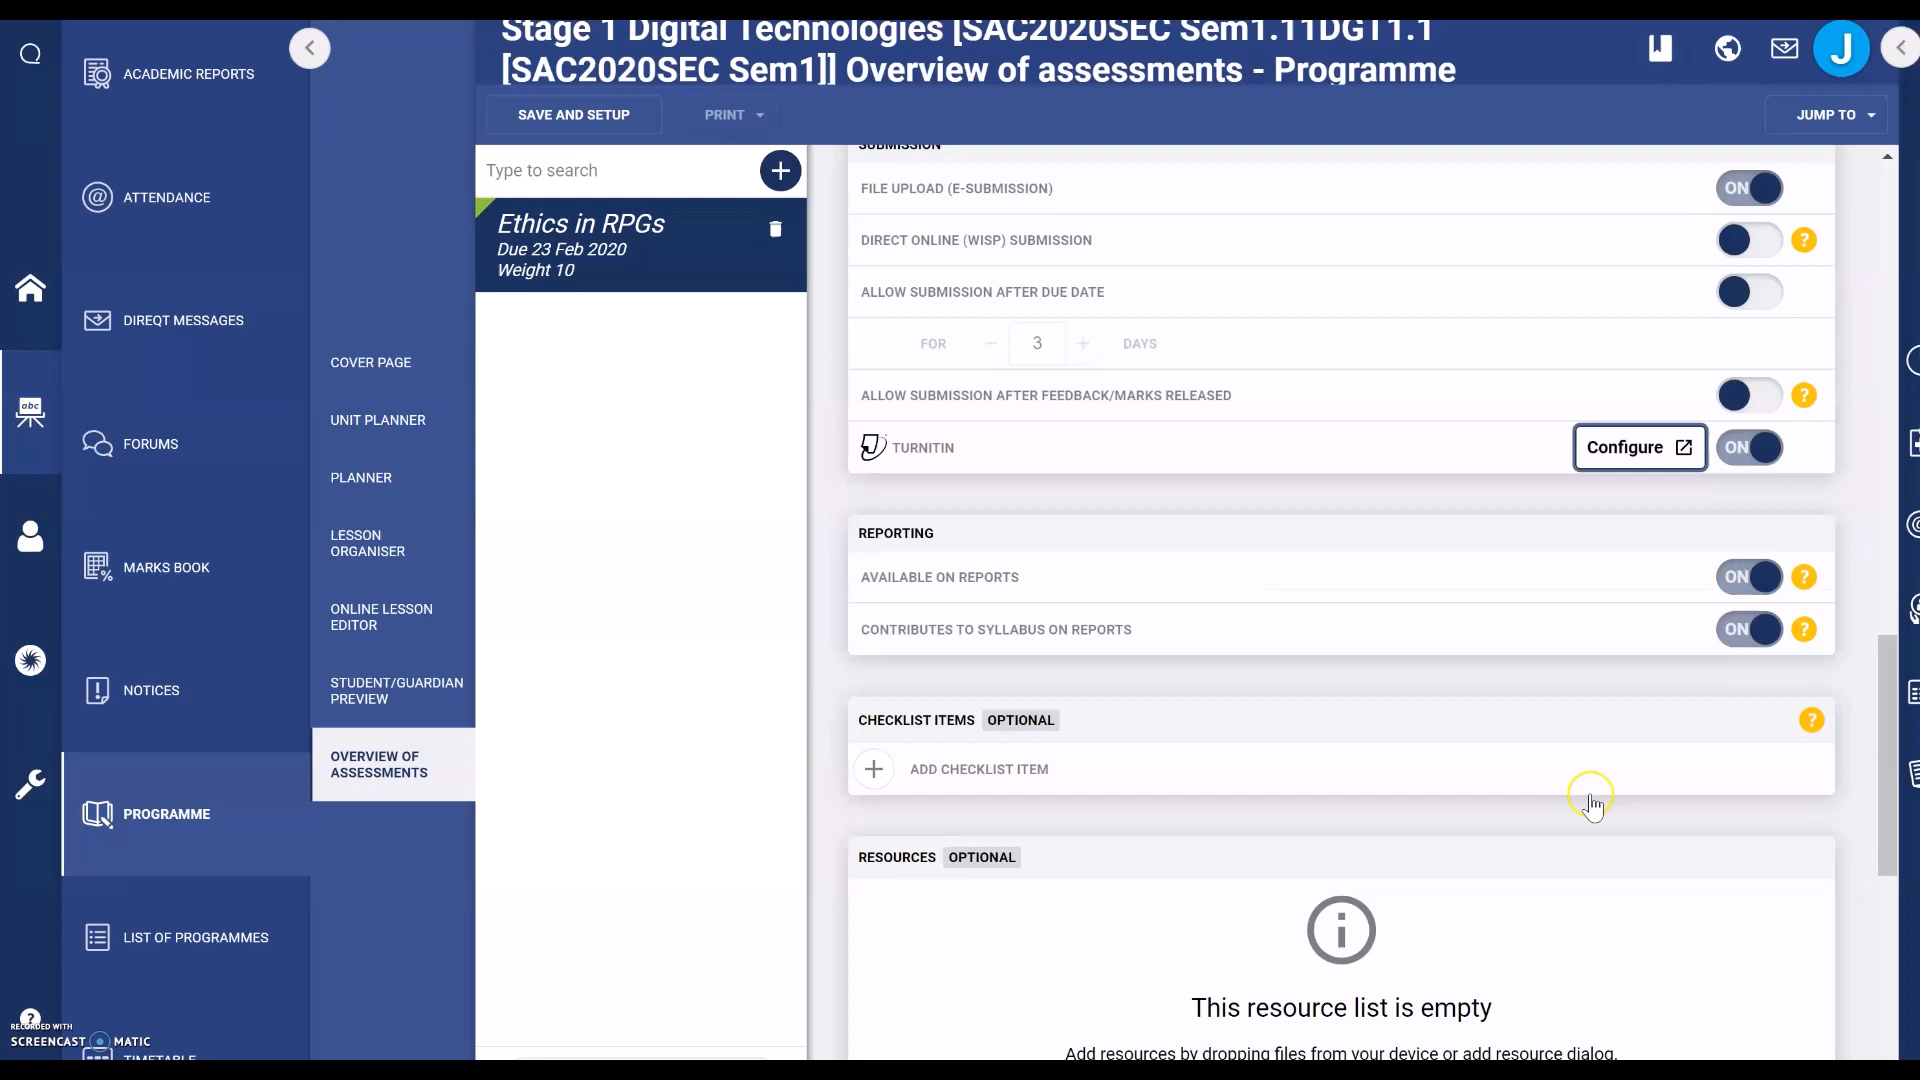 Stage 1 Digital Technologies [SAC2020SEC Sem1.11DGT1.1
[SAC2020SEC Sem1]] Overview of assessments - Programme
J
SAVE AND SETUP
PRINT
JUMP TO
ACADEMIC REPORTS
ATTENDANCE
DIREQT MESSAGES
FORUMS
MARKS BOOK
NOTICES
PROGRAMME
LIST OF PROGRAMMES
TIMETABLE
abc
?
RECORDED WITH
SCREENCAST MATIC
COVER PAGE
UNIT PLANNER
PLANNER
LESSON
ORGANISER
ONLINE LESSON
EDITOR
STUDENT/GUARDIAN
PREVIEW
OVERVIEW OF
ASSESSMENTS
Type to search
Ethics in RPGs
Due 23 Feb 2020
Weight 10
SUBMISSION
FILE UPLOAD (E-SUBMISSION) ON
DIRECT ONLINE (WISP) SUBMISSION ?
ALLOW SUBMISSION AFTER DUE DATE
FOR − 3 + DAYS
ALLOW SUBMISSION AFTER FEEDBACK/MARKS RELEASED ?
TURNITIN Configure ON
REPORTING
AVAILABLE ON REPORTS ON ?
CONTRIBUTES TO SYLLABUS ON REPORTS ON ?
CHECKLIST ITEMS OPTIONAL ?
ADD CHECKLIST ITEM
RESOURCES OPTIONAL
This resource list is empty
Add resources by dropping files from your device or add resource dialog.